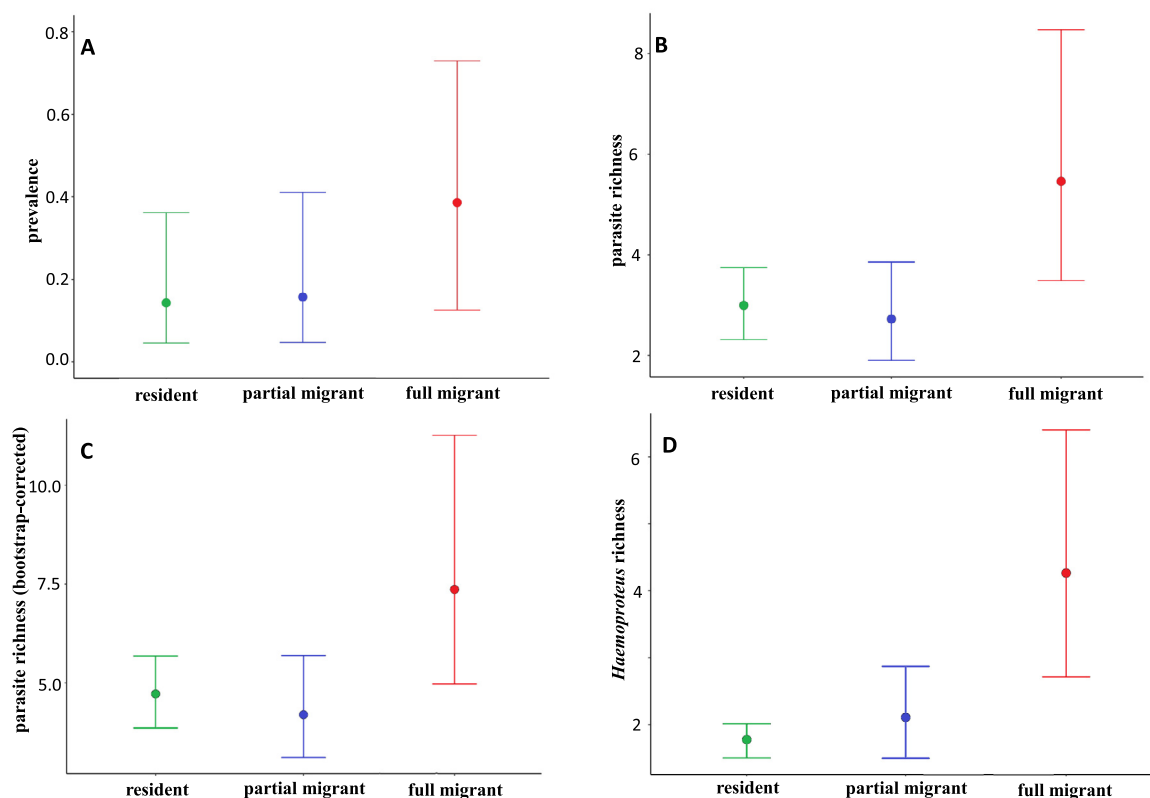 A
prevalence
0.8
0.6
0.4
0.2
0.0
resident
partial migrant
full migrant
B
parasite richness
8
6
4
2
resident
partial migrant
full migrant
C
parasite richness (bootstrap-corrected)
10.0
7.5
5.0
resident
partial migrant
full migrant
D
Haemoproteus richness
6
4
2
resident
partial migrant
full migrant